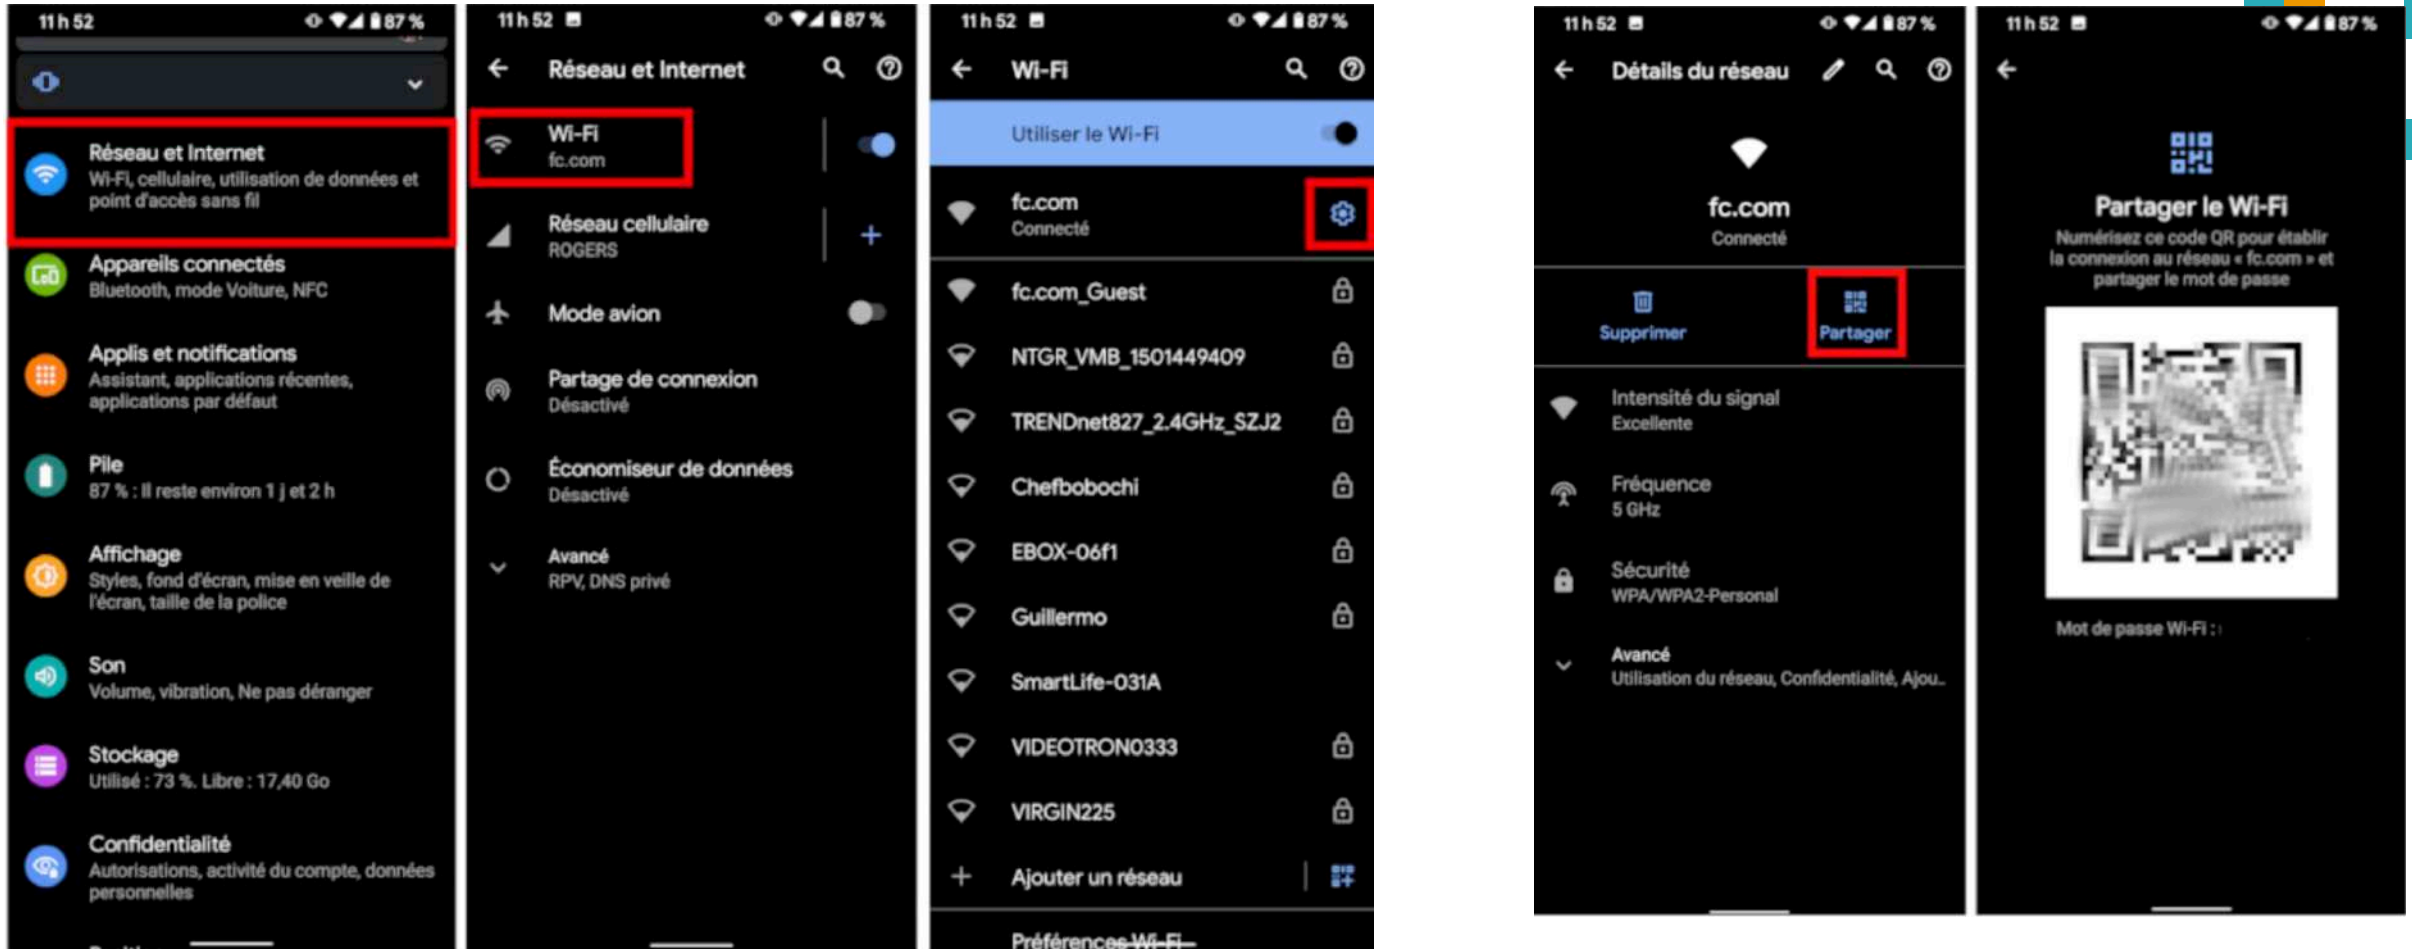 11 h 52
87 %
Réseau et Internet
Wi-Fi, cellulaire, utilisation de données et
point d'accès sans fil
Appareils connectés
Bluetooth, mode Voiture, NFC
Applis et notifications
Assistant, applications récentes,
applications par défaut
Pile
87 % : Il reste environ 1 j et 2 h
Affichage
Styles, fond d'écran, mise en veille de
l'écran, taille de la police
Son
Volume, vibration, Ne pas déranger
Stockage
Utilisé : 73 %. Libre : 17,40 Go
Confidentialité
Autorisations, activité du compte, données
personnelles
11 h 52
87 %
Réseau et Internet
Wi-Fi
fc.com
Réseau cellulaire
ROGERS
Mode avion
Partage de connexion
Désactivé
Économiseur de données
Désactivé
Avancé
RPV, DNS privé
11 h 52
87 %
Wi-Fi
Utiliser le Wi-Fi
fc.com
Connecté
fc.com_Guest
NTGR_VMB_1501449409
TRENDnet827_2.4GHz_SZJ2
Chefbobochi
EBOX-06f1
Guillermo
SmartLife-031A
VIDEOTRON0333
VIRGIN225
Ajouter un réseau
Préférences Wi-Fi
11 h 52
87 %
Détails du réseau
fc.com
Connecté
Supprimer
Partager
Intensité du signal
Excellente
Fréquence
5 GHz
Sécurité
WPA/WPA2-Personal
Avancé
Utilisation du réseau, Confidentialité, Ajou...
11 h 52
87 %
Partager le Wi-Fi
Numérisez ce code QR pour établir
la connexion au réseau « fc.com » et
partager le mot de passe
Mot de passe Wi-Fi :